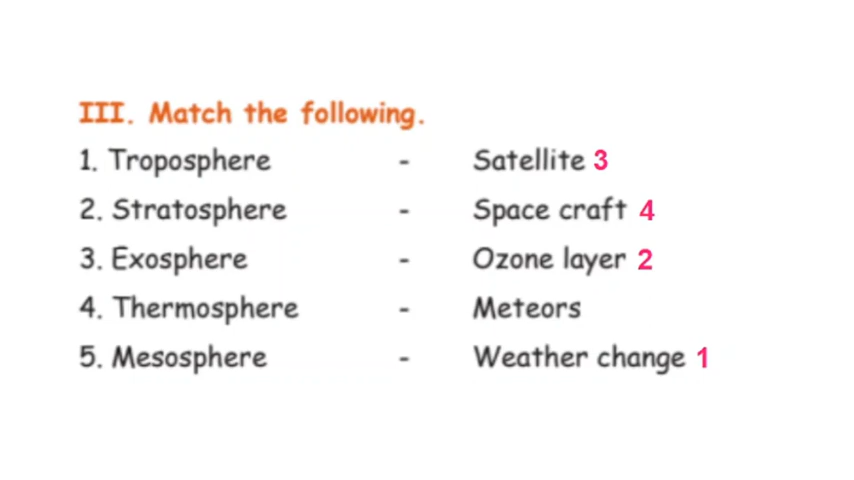 III. Match the following.
1. Troposphere - Satellite 3
2. Stratosphere - Space craft 4
3. Exosphere - Ozone layer 2
4. Thermosphere - Meteors
5. Mesosphere - Weather change 1